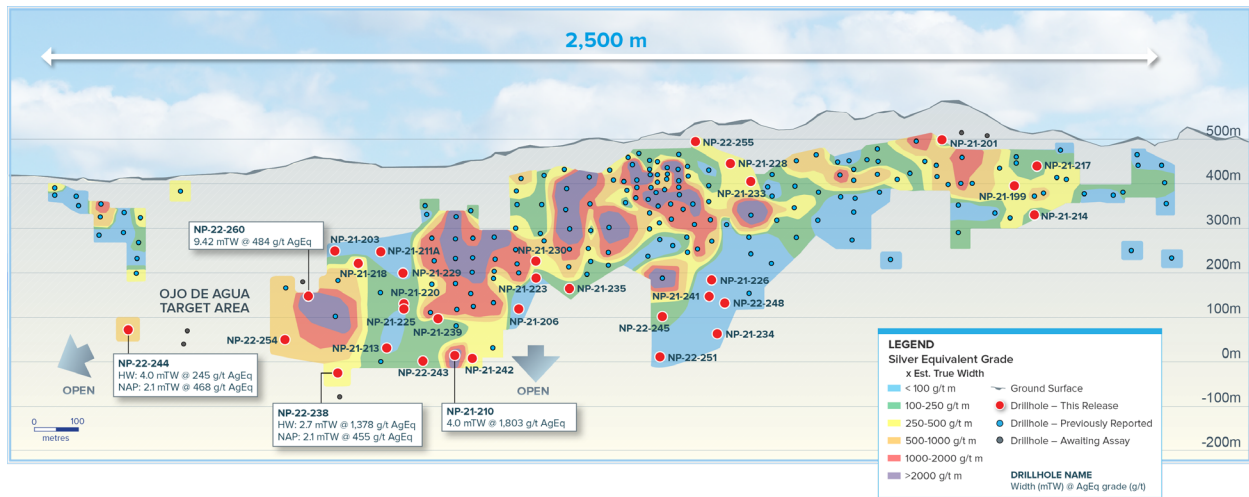 2,500 m
500m
400m
300m
200m
100m
0m
-100m
-200m
NP-22-255
NP-21-228
NP-21-233
NP-21-201
NP-21-217
NP-21-199
NP-21-214
NP-22-260
9.42 mTW @ 484 g/t AgEq
NP-21-203
NP-21-211A
NP-21-218
NP-21-229
NP-21-220
NP-21-225
NP-21-230
NP-21-223
NP-21-235
NP-21-206
NP-21-239
NP-21-226
NP-21-241
NP-22-248
NP-22-245
NP-21-234
NP-22-251
OJO DE AGUA
TARGET AREA
NP-22-254
NP-21-213
NP-22-243
NP-21-242
NP-22-244
HW: 4.0 mTW @ 245 g/t AgEq
NAP: 2.1 mTW @ 468 g/t AgEq
OPEN
OPEN
NP-22-238
HW: 2.7 mTW @ 1,378 g/t AgEq
NAP: 2.1 mTW @ 455 g/t AgEq
NP-21-210
4.0 mTW @ 1,803 g/t AgEq
0 100
metres
LEGEND
Silver Equivalent Grade
x Est. True Width
< 100 g/t m
100-250 g/t m
250-500 g/t m
500-1000 g/t m
1000-2000 g/t m
>2000 g/t m
Ground Surface
Drillhole – This Release
Drillhole – Previously Reported
Drillhole – Awaiting Assay
DRILLHOLE NAME
Width (mTW) @ AgEq grade (g/t)